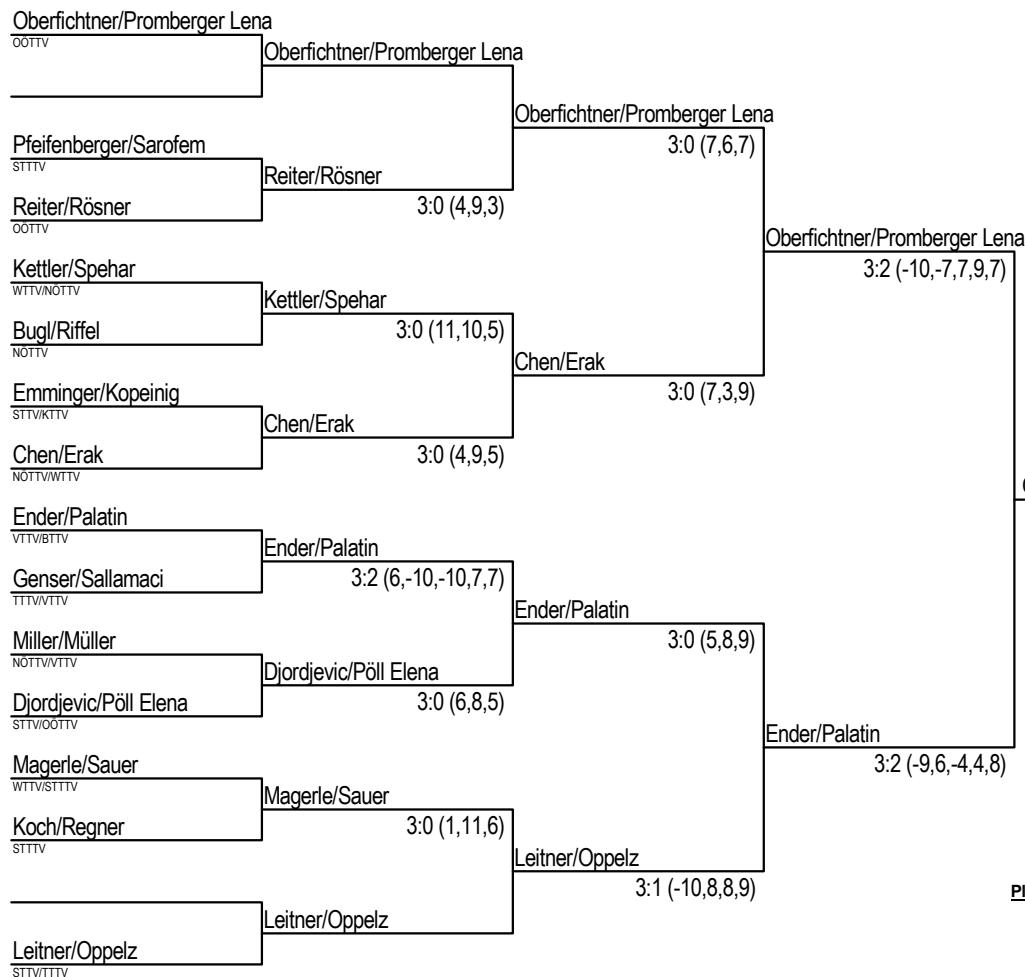 Oberfichtner/Promberger Lena
OÖTTV
Oberfichtner/Promberger Lena
Oberfichtner/Promberger Lena
3:0 (7,6,7)
Pfeifenberger/Sarofem
STTTV
Reiter/Rösner
3:0 (4,9,3)
Reiter/Rösner
OÖTTV
Oberfichtner/Promberger Lena
3:2 (-10,-7,7,9,7)
Kettler/Spehar
WTTV/NÖTTV
Kettler/Spehar
3:0 (11,10,5)
Bugl/Riffel
NÖTTV
Chen/Erak
3:0 (7,3,9)
Emminger/Kopeinig
STTV/KTTV
Chen/Erak
3:0 (4,9,5)
Chen/Erak
NÖTTV/WTTV
Ender/Palatin
VTTV/BTTV
Ender/Palatin
3:2 (6,-10,-10,7,7)
Genser/Sallamaci
TTTV/VTTV
Ender/Palatin
3:0 (5,8,9)
Miller/Müller
NÖTTV/VTTV
Djordjevic/Pöll Elena
3:0 (6,8,5)
Djordjevic/Pöll Elena
STTV/OÖTTV
Ender/Palatin
3:2 (-9,6,-4,4,8)
Magerle/Sauer
WTTV/STTTV
Magerle/Sauer
3:0 (1,11,6)
Koch/Regner
STTTV
Leitner/Oppelz
3:1 (-10,8,8,9)
Leitner/Oppelz
Leitner/Oppelz
STTV/TTTV